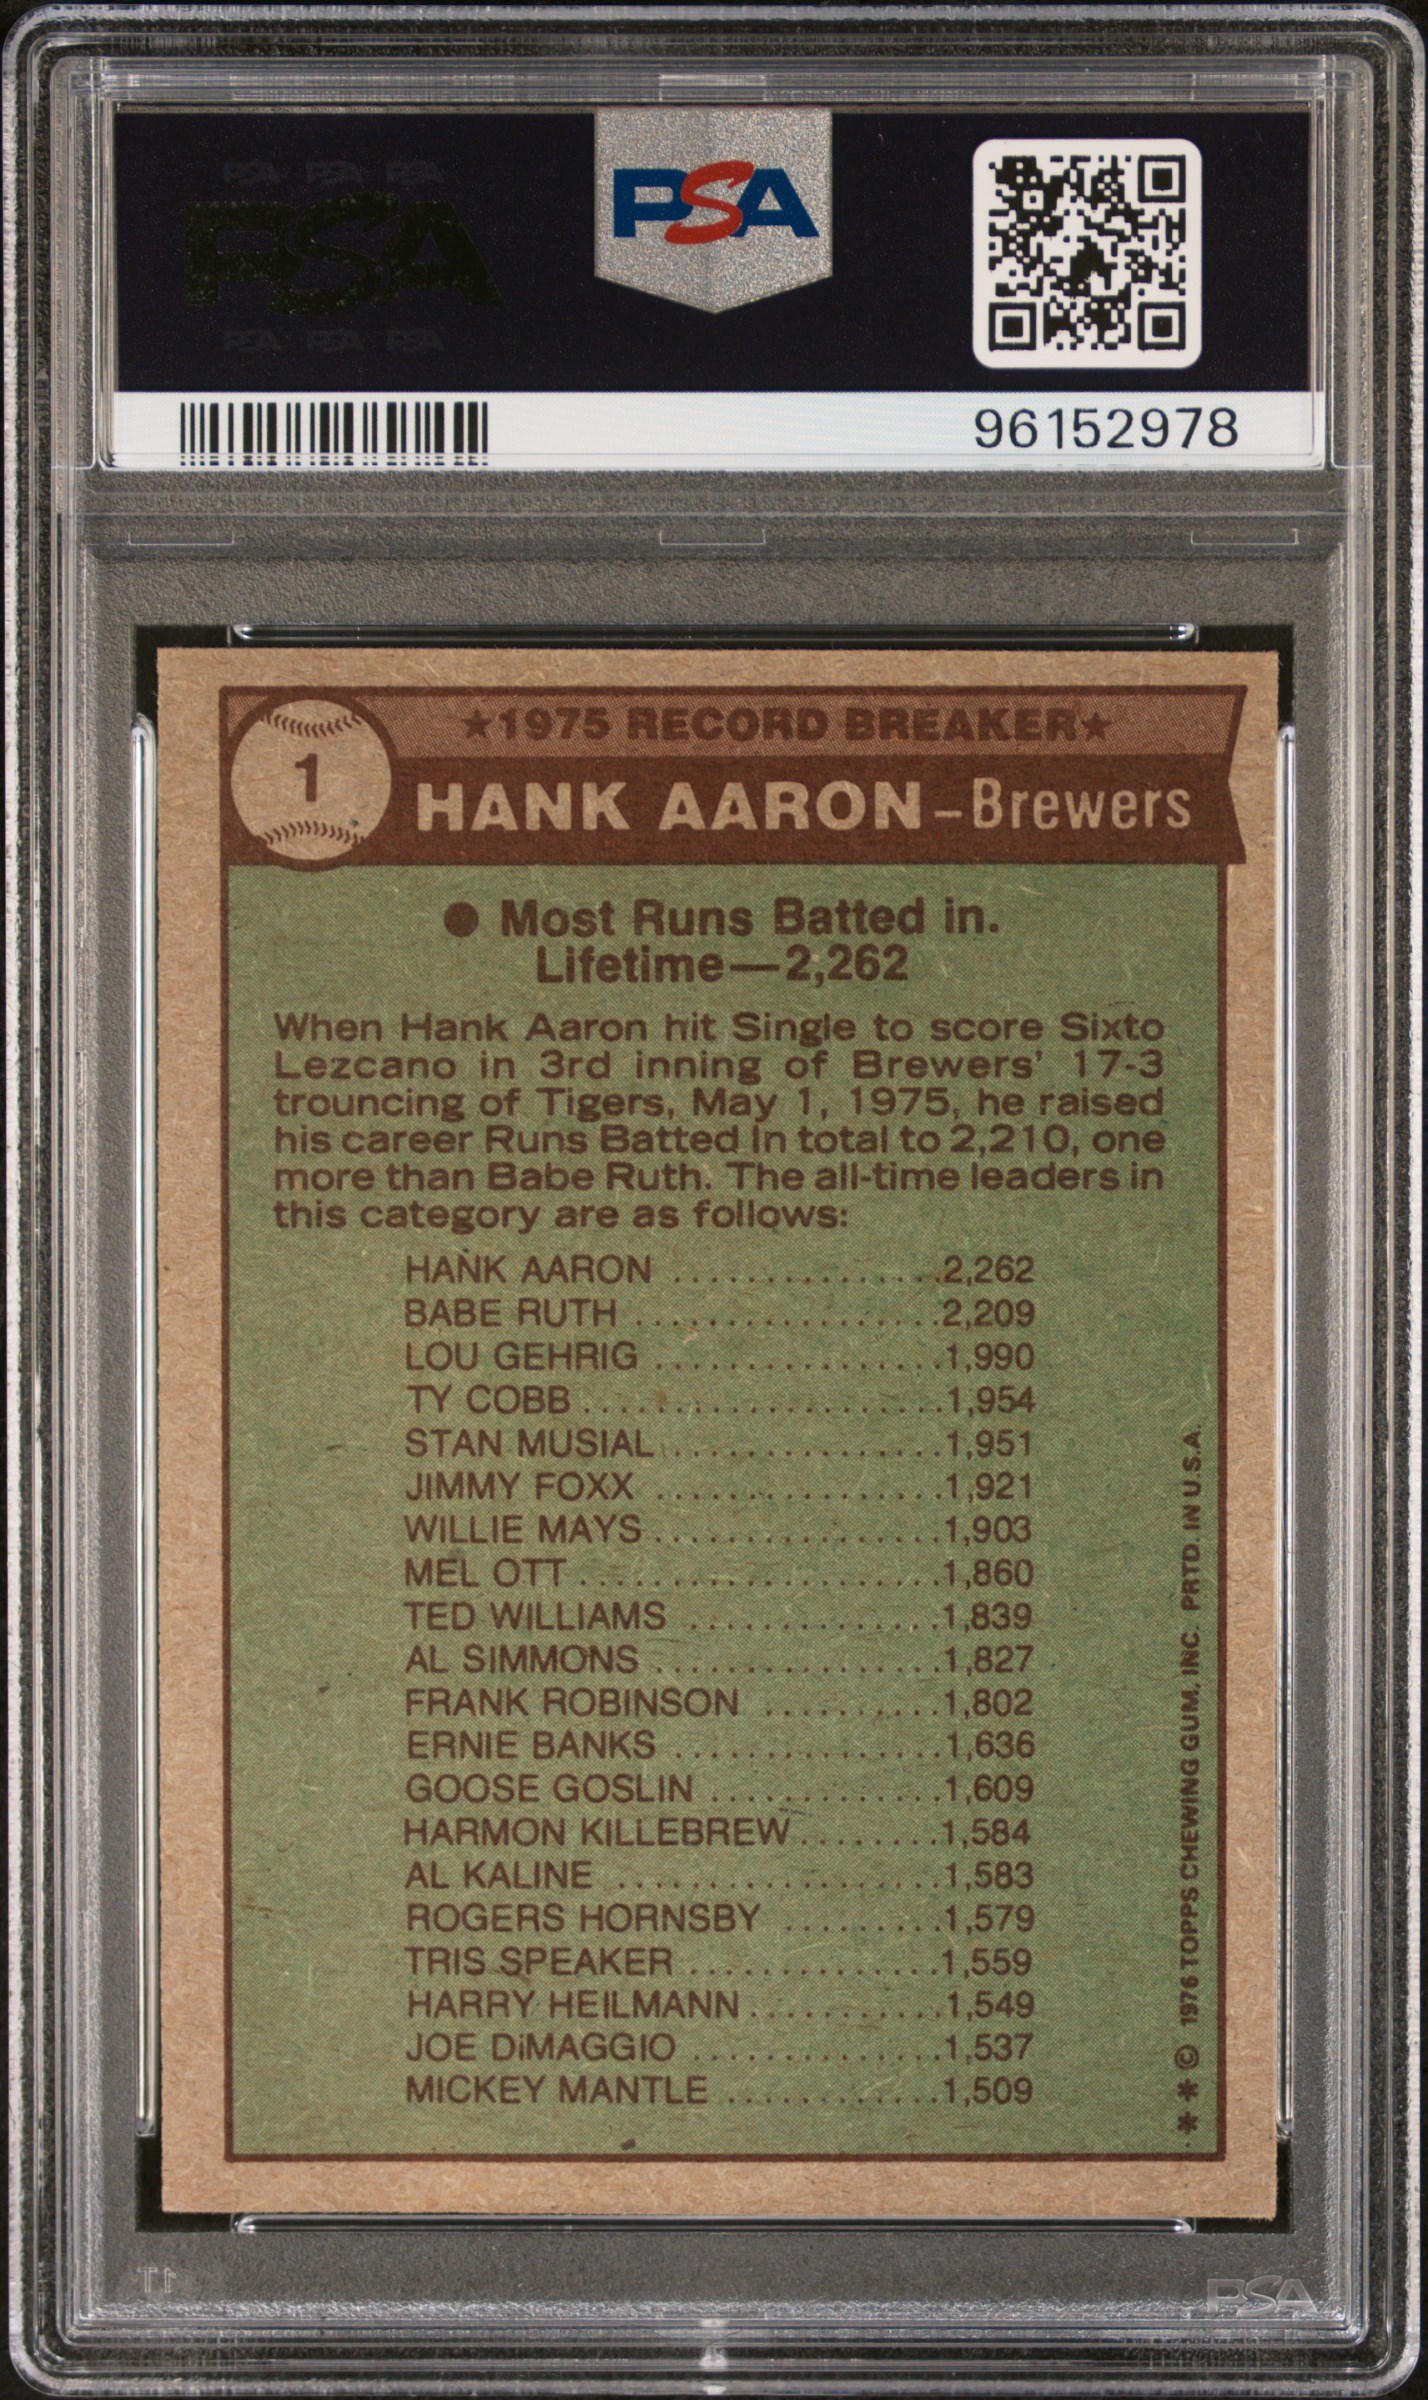 PSA PSA PSA
PSA
PSA PSA PSA
PSA
96152978
1
★1975 RECORD BREAKER★
HANK AARON – Brewers
● Most Runs Batted in.
Lifetime—2,262
When Hank Aaron hit Single to score Sixto
Lezcano in 3rd inning of Brewers' 17-3
trouncing of Tigers, May 1, 1975, he raised
his career Runs Batted In total to 2,210, one
more than Babe Ruth. The all-time leaders in
this category are as follows:
HANK AARON ................2,262
BABE RUTH ..................2,209
LOU GEHRIG .................1,990
TY COBB ......................1,954
STAN MUSIAL ................1,951
JIMMY FOXX .................1,921
WILLIE MAYS .................1,903
MEL OTT ......................1,860
TED WILLIAMS ...............1,839
AL SIMMONS .................1,827
FRANK ROBINSON ...........1,802
ERNIE BANKS ................1,636
GOOSE GOSLIN ..............1,609
HARMON KILLEBREW .........1,584
AL KALINE ....................1,583
ROGERS HORNSBY ..........1,579
TRIS SPEAKER ...............1,559
HARRY HEILMANN ...........1,549
JOE DiMAGGIO ...............1,537
MICKEY MANTLE .............1,509
** © 1976 TOPPS CHEWING GUM, INC. PRTD. IN U.S.A.
PSA